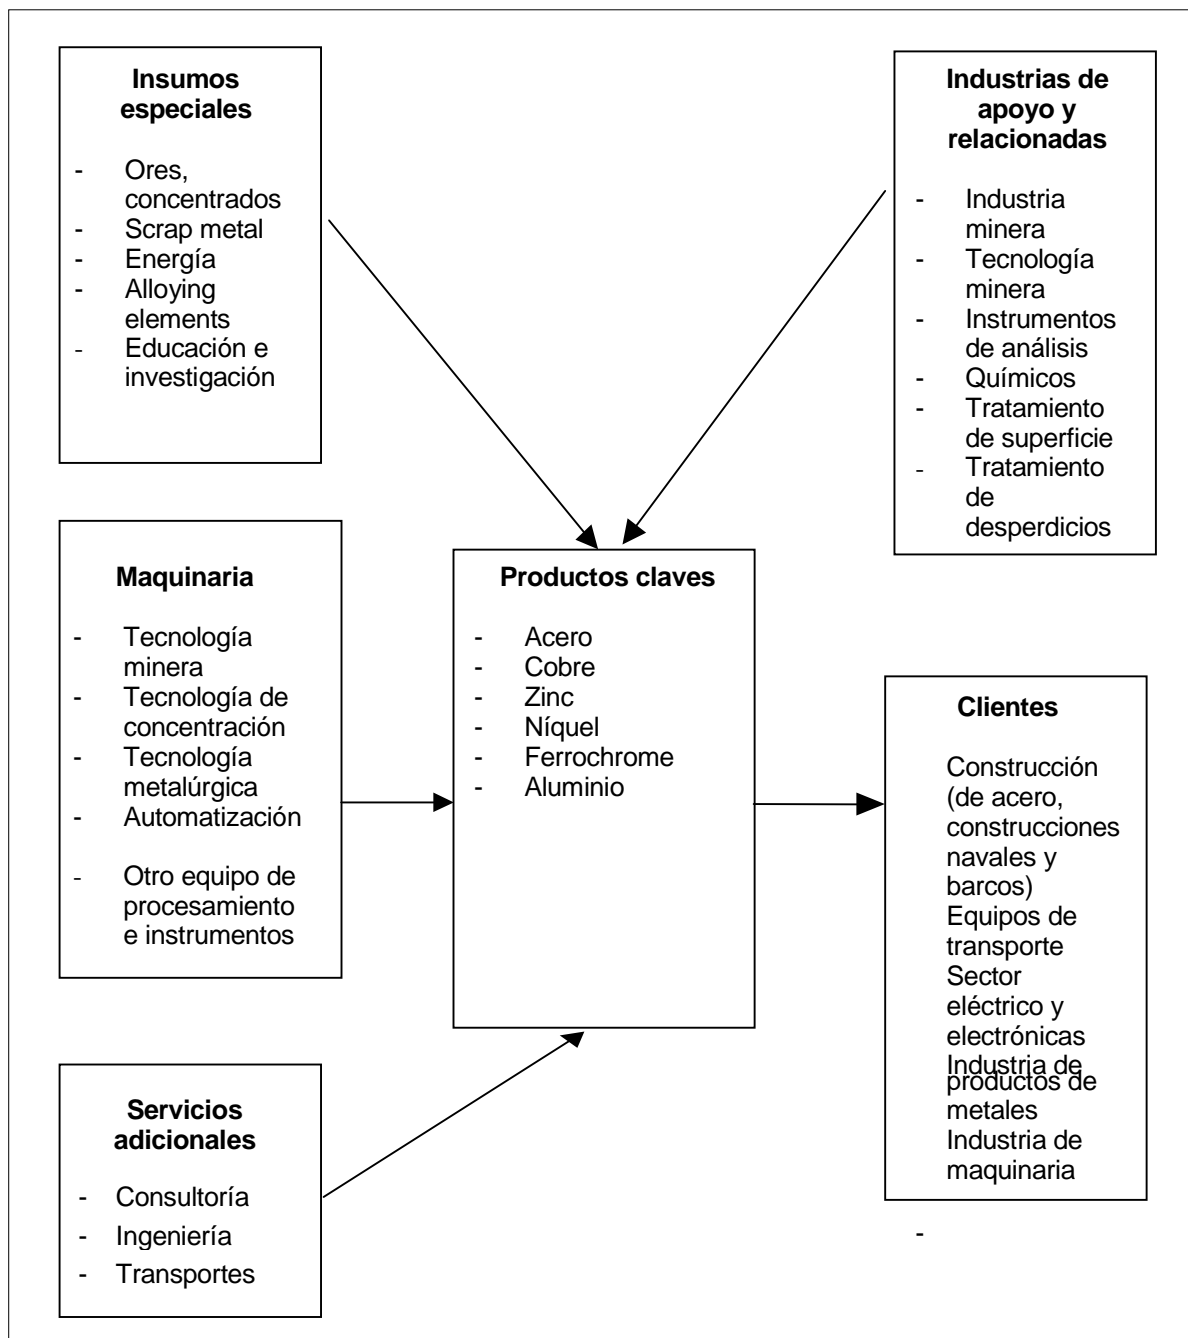 Insumos
especiales
- Ores,
concentrados
- Scrap metal
- Energía
- Alloying
elements
- Educación e
investigación
Industrias de
apoyo y
relacionadas
- Industria
minera
- Tecnología
minera
- Instrumentos
de análisis
- Químicos
- Tratamiento
de superficie
- Tratamiento
de
desperdicios
Maquinaria
- Tecnología
minera
- Tecnología de
concentración
- Tecnología
metalúrgica
- Automatización
- Otro equipo de
procesamiento
e instrumentos
Productos claves
- Acero
- Cobre
- Zinc
- Níquel
- Ferrochrome
- Aluminio
Clientes
Construcción
(de acero,
construcciones
navales y
barcos)
Equipos de
transporte
Sector
eléctrico y
electrónicas
Industria de
productos de
metales
Industria de
maquinaria
-
Servicios
adicionales
- Consultoría
- Ingeniería
- Transportes